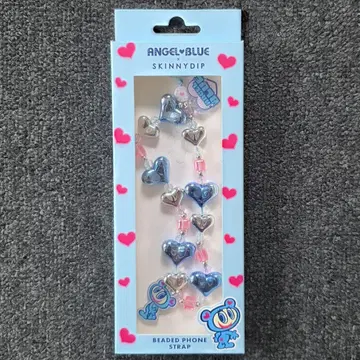 ANGEL♥BLUE
×
SKINNYDIP
BEADED PHONE
STRAP